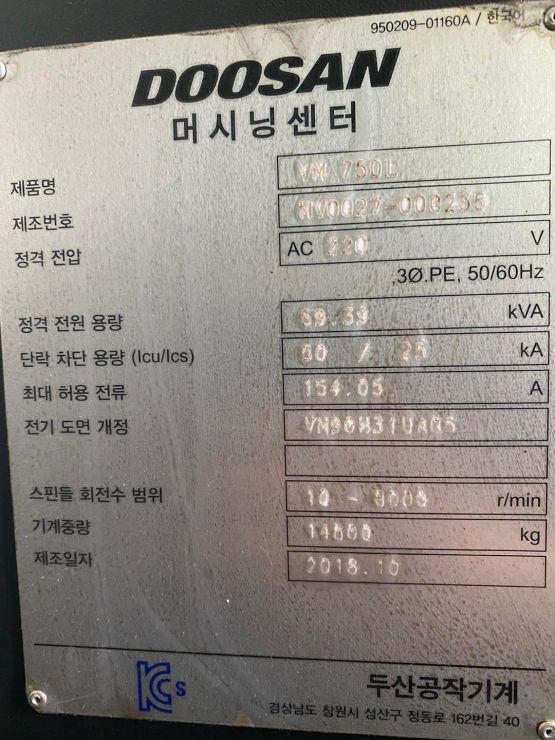 950209-01160A / 한국어
DOOSAN
머시닝센터
제품명 VM 750L
제조번호 MV0027-000255
정격 전압 AC 220 V
,3Ø.PE, 50/60Hz
정격 전원 용량 59.39 kVA
단락 차단 용량 (Icu/Ics) 50 / 25 kA
최대 허용 전류 154.05 A
전기 도면 개정
스핀들 회전수 범위 10 - 8000 r/min
기계중량 kg
제조일자 2018.10
KCs
두산공작기계
경상남도 창원시 성산구 정동로 162번길 40